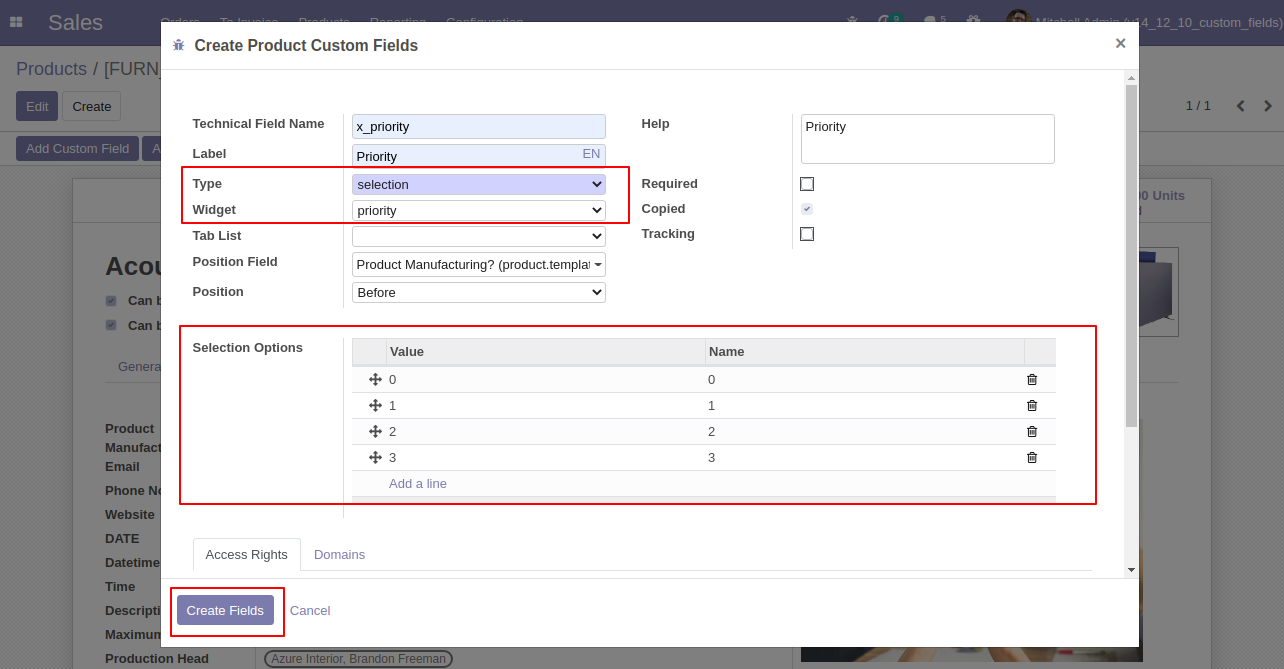 Sales
Orders To Invoice Products Reporting Configuration
9
5
Mitchell Admin (v14_12_10_custom_fields)
Products / [FURN_
Edit
Create
1 / 1
Add Custom Field
Create Product Custom Fields
×
Technical Field Name
x_priority
Label
Priority
EN
Type
selection
Widget
priority
Tab List
Position Field
Product Manufacturing? (product.templat
Position
Before
Help
Priority
Required
Copied
Tracking
Selection Options
Value
Name
0
0
1
1
2
2
3
3
Add a line
Access Rights
Domains
Create Fields
Cancel
Units
Acou
Can b
Can b
Genera
Product
Manufact
Email
Phone No
Website
DATE
Datetime
Time
Descripti
Maximum
Production Head
Azure Interior, Brandon Freeman